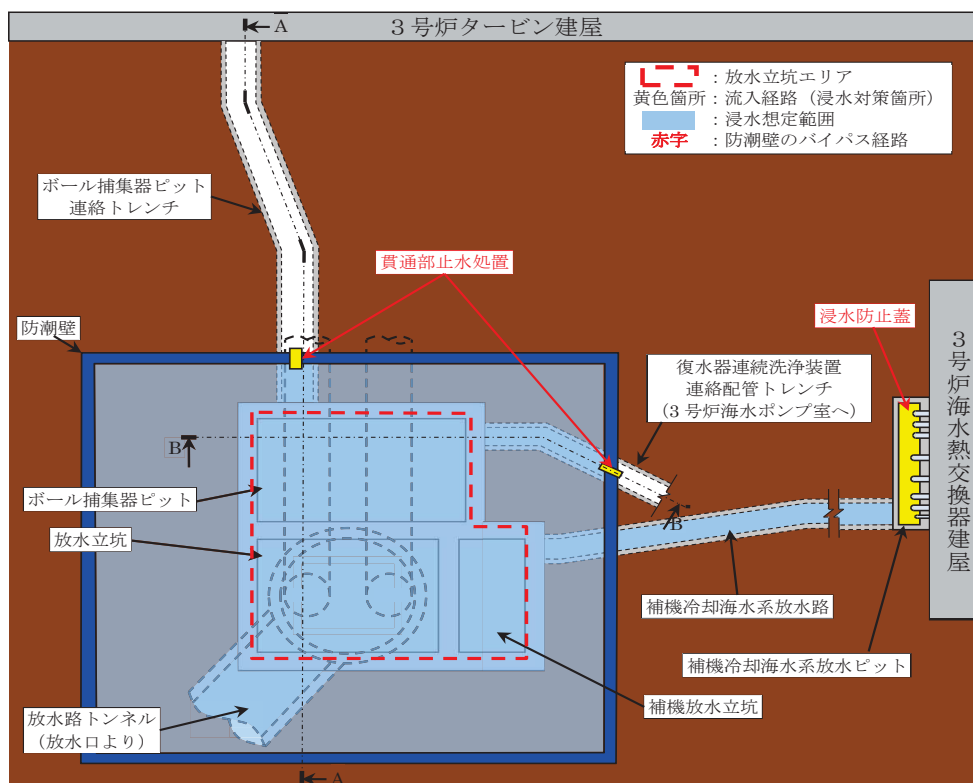 A
３号炉タービン建屋
：放水立坑エリア
黄色箇所：流入経路（浸水対策箇所）
：浸水想定範囲
赤字：防潮壁のバイパス経路
ボール捕集器ピット
連絡トレンチ
貫通部止水処置
浸水防止蓋
防潮壁
復水器連続洗浄装置
連絡配管トレンチ
（3 号炉海水ポンプ室へ）
３号炉海水熱交換器建屋
B
ボール捕集器ピット
B
放水立坑
補機冷却海水系放水路
補機冷却海水系放水ピット
放水路トンネル
（放水口より）
補機放水立坑
A